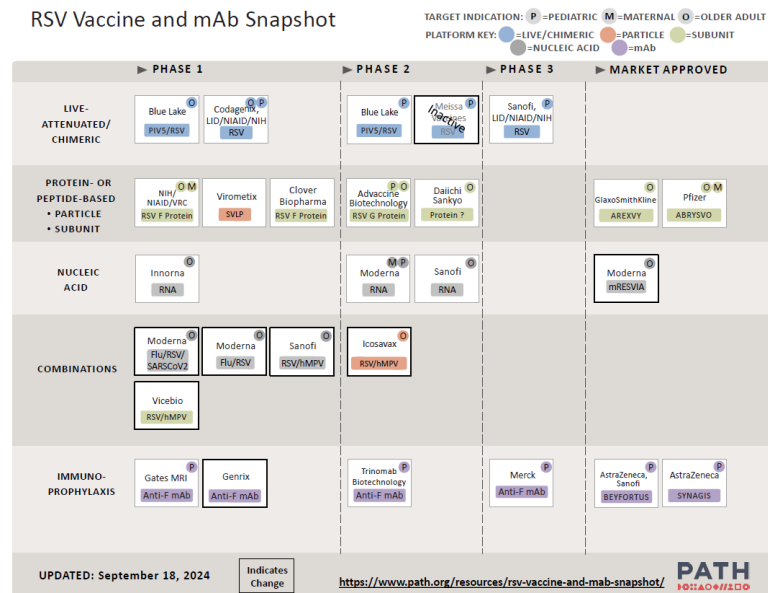 RSV Vaccine and mAb Snapshot
TARGET INDICATION: P =PEDIATRIC M =MATERNAL O =OLDER ADULT
PLATFORM KEY: =LIVE/CHIMERIC =PARTICLE =SUBUNIT
=NUCLEIC ACID =mAb
PHASE 1
PHASE 2
PHASE 3
MARKET APPROVED
LIVE-
ATTENUATED/
CHIMERIC
O
Blue Lake
PIV5/RSV
O P
Codagenix,
LID/NIAID/NIH
RSV
P
Blue Lake
PIV5/RSV
P
Meissa
Vaccines
Inactive
RSV
P
Sanofi,
LID/NIAID/NIH
RSV
PROTEIN- OR
PEPTIDE-BASED
• PARTICLE
• SUBUNIT
O M
NIH/
NIAID/VRC
RSV F Protein
Virometix
SVLP
Clover
Biopharma
RSV F Protein
P O
Advaccine
Biotechnology
RSV G Protein
O
Daiichi
Sankyo
Protein ?
O
GlaxoSmithKline
AREXVY
O M
Pfizer
ABRYSVO
NUCLEIC
ACID
O
Innorna
RNA
M P
Moderna
RNA
O
Sanofi
RNA
O
Moderna
mRESVIA
COMBINATIONS
O
Moderna
Flu/RSV/
SARSCoV2
O
Moderna
Flu/RSV
O
Sanofi
RSV/hMPV
O
Icosavax
RSV/hMPV
Vicebio
RSV/hMPV
IMMUNO-
PROPHYLAXIS
P
Gates MRI
Anti-F mAb
Genrix
Anti-F mAb
P
Trinomab
Biotechnology
Anti-F mAb
P
Merck
Anti-F mAb
P
AstraZeneca,
Sanofi
BEYFORTUS
P
AstraZeneca
SYNAGIS
UPDATED: September 18, 2024
Indicates
Change
https://www.path.org/resources/rsv-vaccine-and-mab-snapshot/
PATH